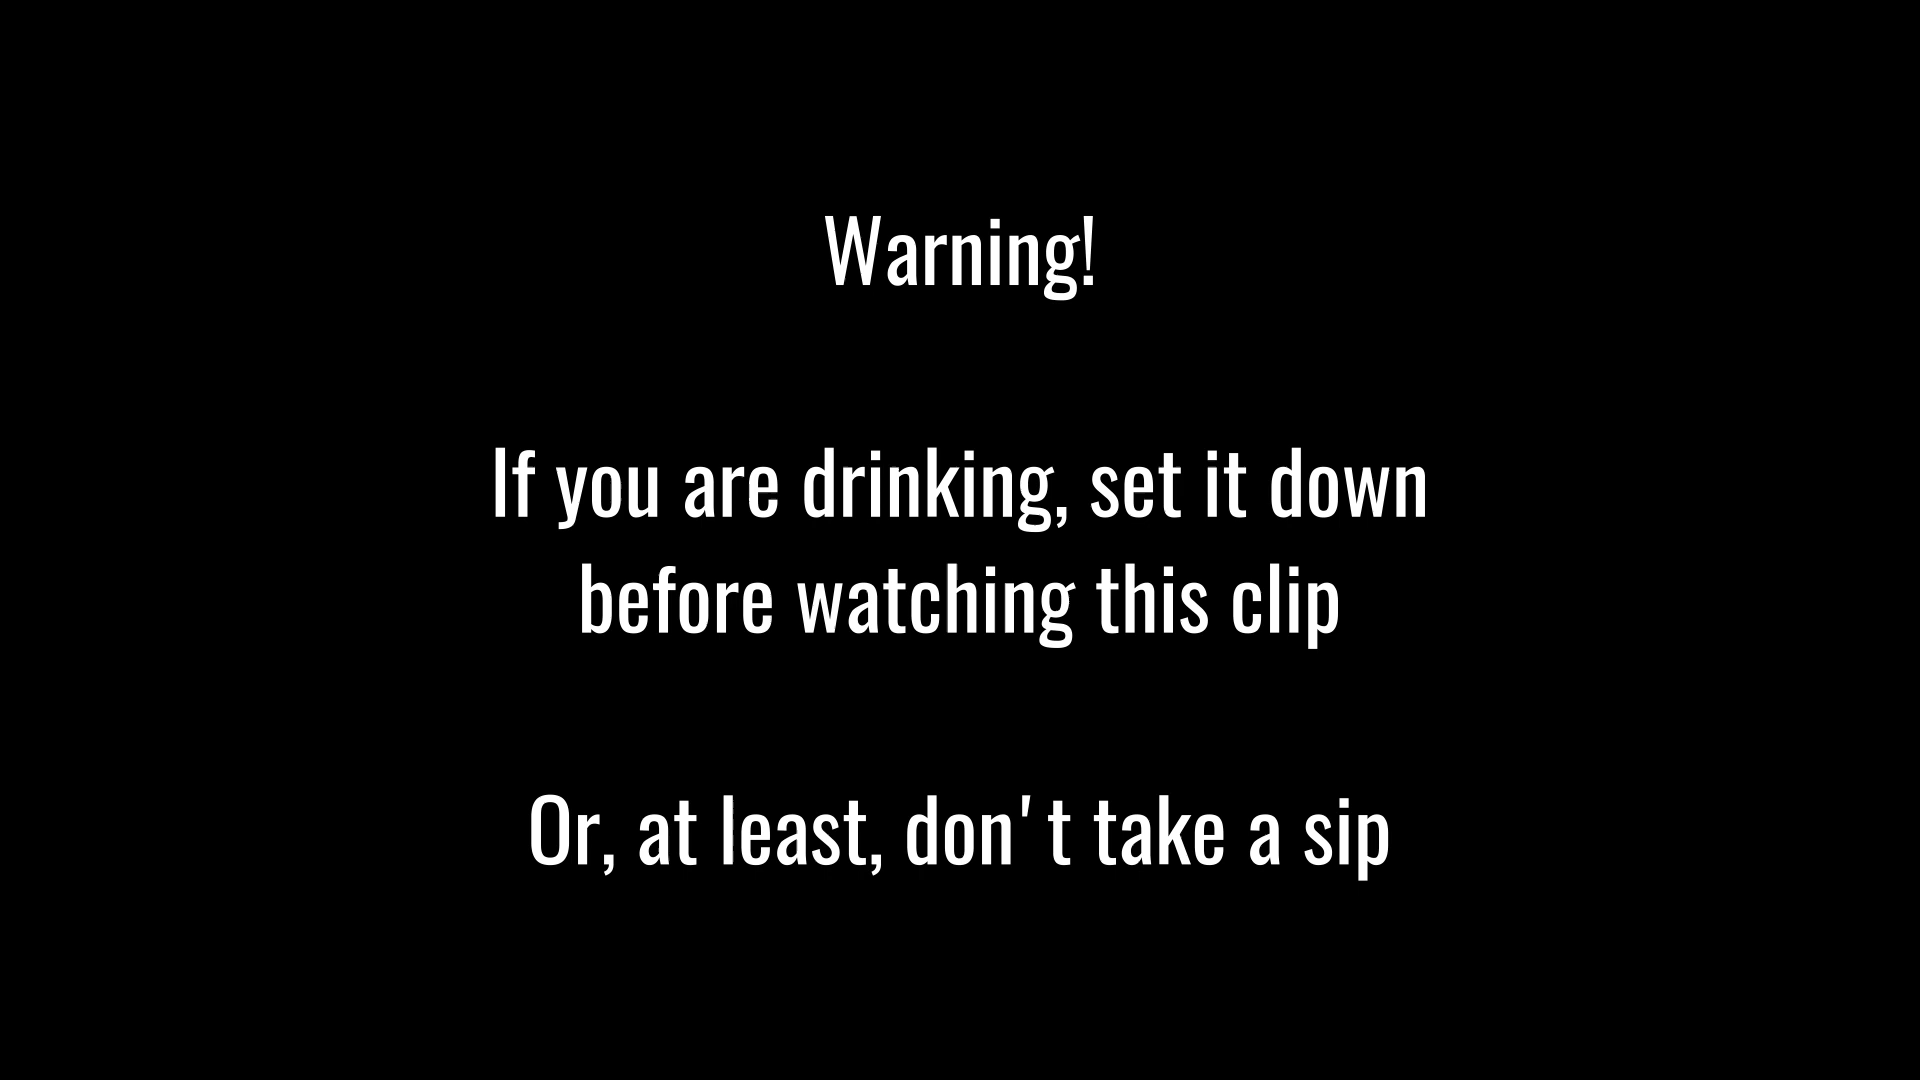 Warning!
If you are drinking, set it down
before watching this clip
Or, at least, don't take a sip